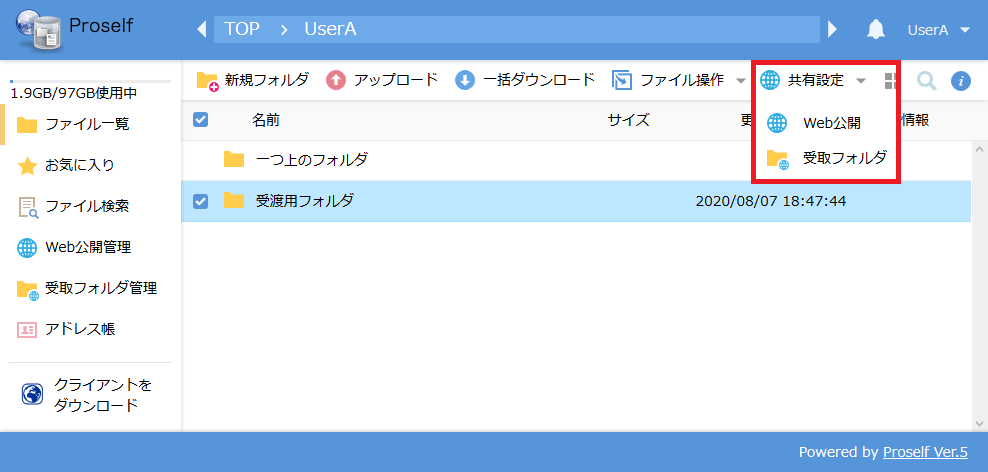 Proself
TOP > UserA
UserA
1.9GB/97GB使用中
ファイル一覧
お気に入り
ファイル検索
Web公開管理
受取フォルダ管理
アドレス帳
クライアントを
ダウンロード
新規フォルダ
アップロード
一括ダウンロード
ファイル操作
共有設定
Web公開
受取フォルダ
名前
サイズ
更
情報
一つ上のフォルダ
受渡用フォルダ
2020/08/07 18:47:44
Powered by Proself Ver.5